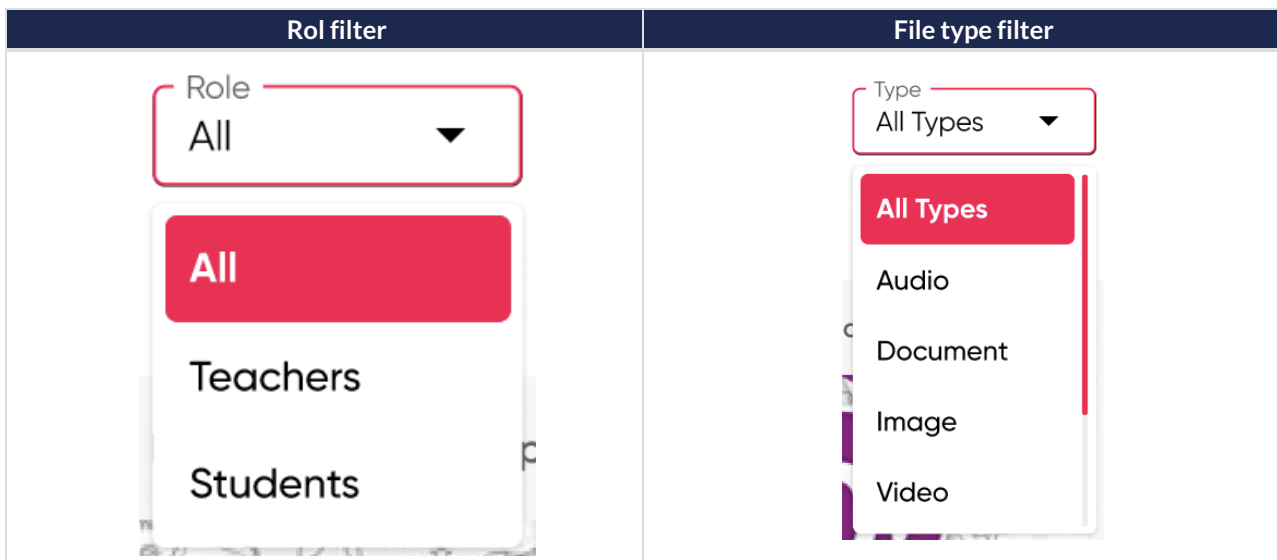 Rol filter
File type filter
Role
All
All
Teachers
Students
Type
All Types
All Types
Audio
Document
Image
Video